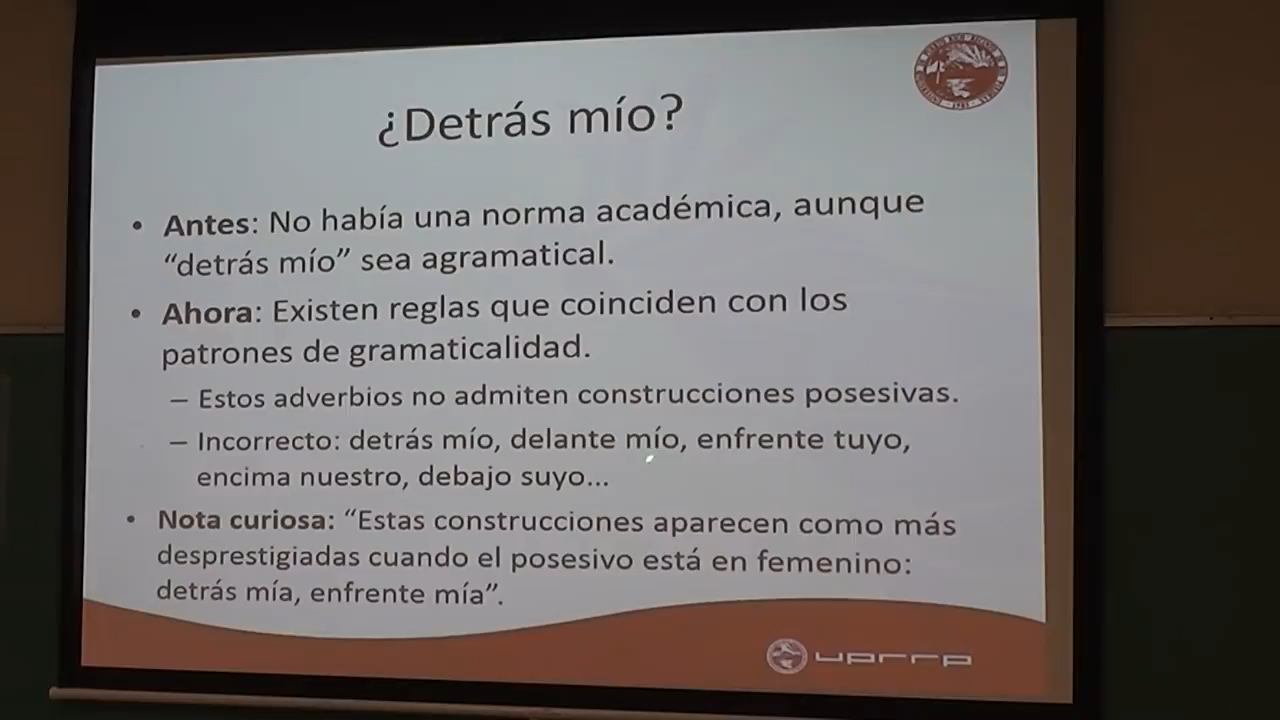 ¿Detrás mío?
• Antes: No había una norma académica, aunque
“detrás mío” sea agramatical.
• Ahora: Existen reglas que coinciden con los
patrones de gramaticalidad.
– Estos adverbios no admiten construcciones posesivas.
– Incorrecto: detrás mío, delante mío, enfrente tuyo,
encima nuestro, debajo suyo...
• Nota curiosa: “Estas construcciones aparecen como más
desprestigiadas cuando el posesivo está en femenino:
detrás mía, enfrente mía”.
uprrp